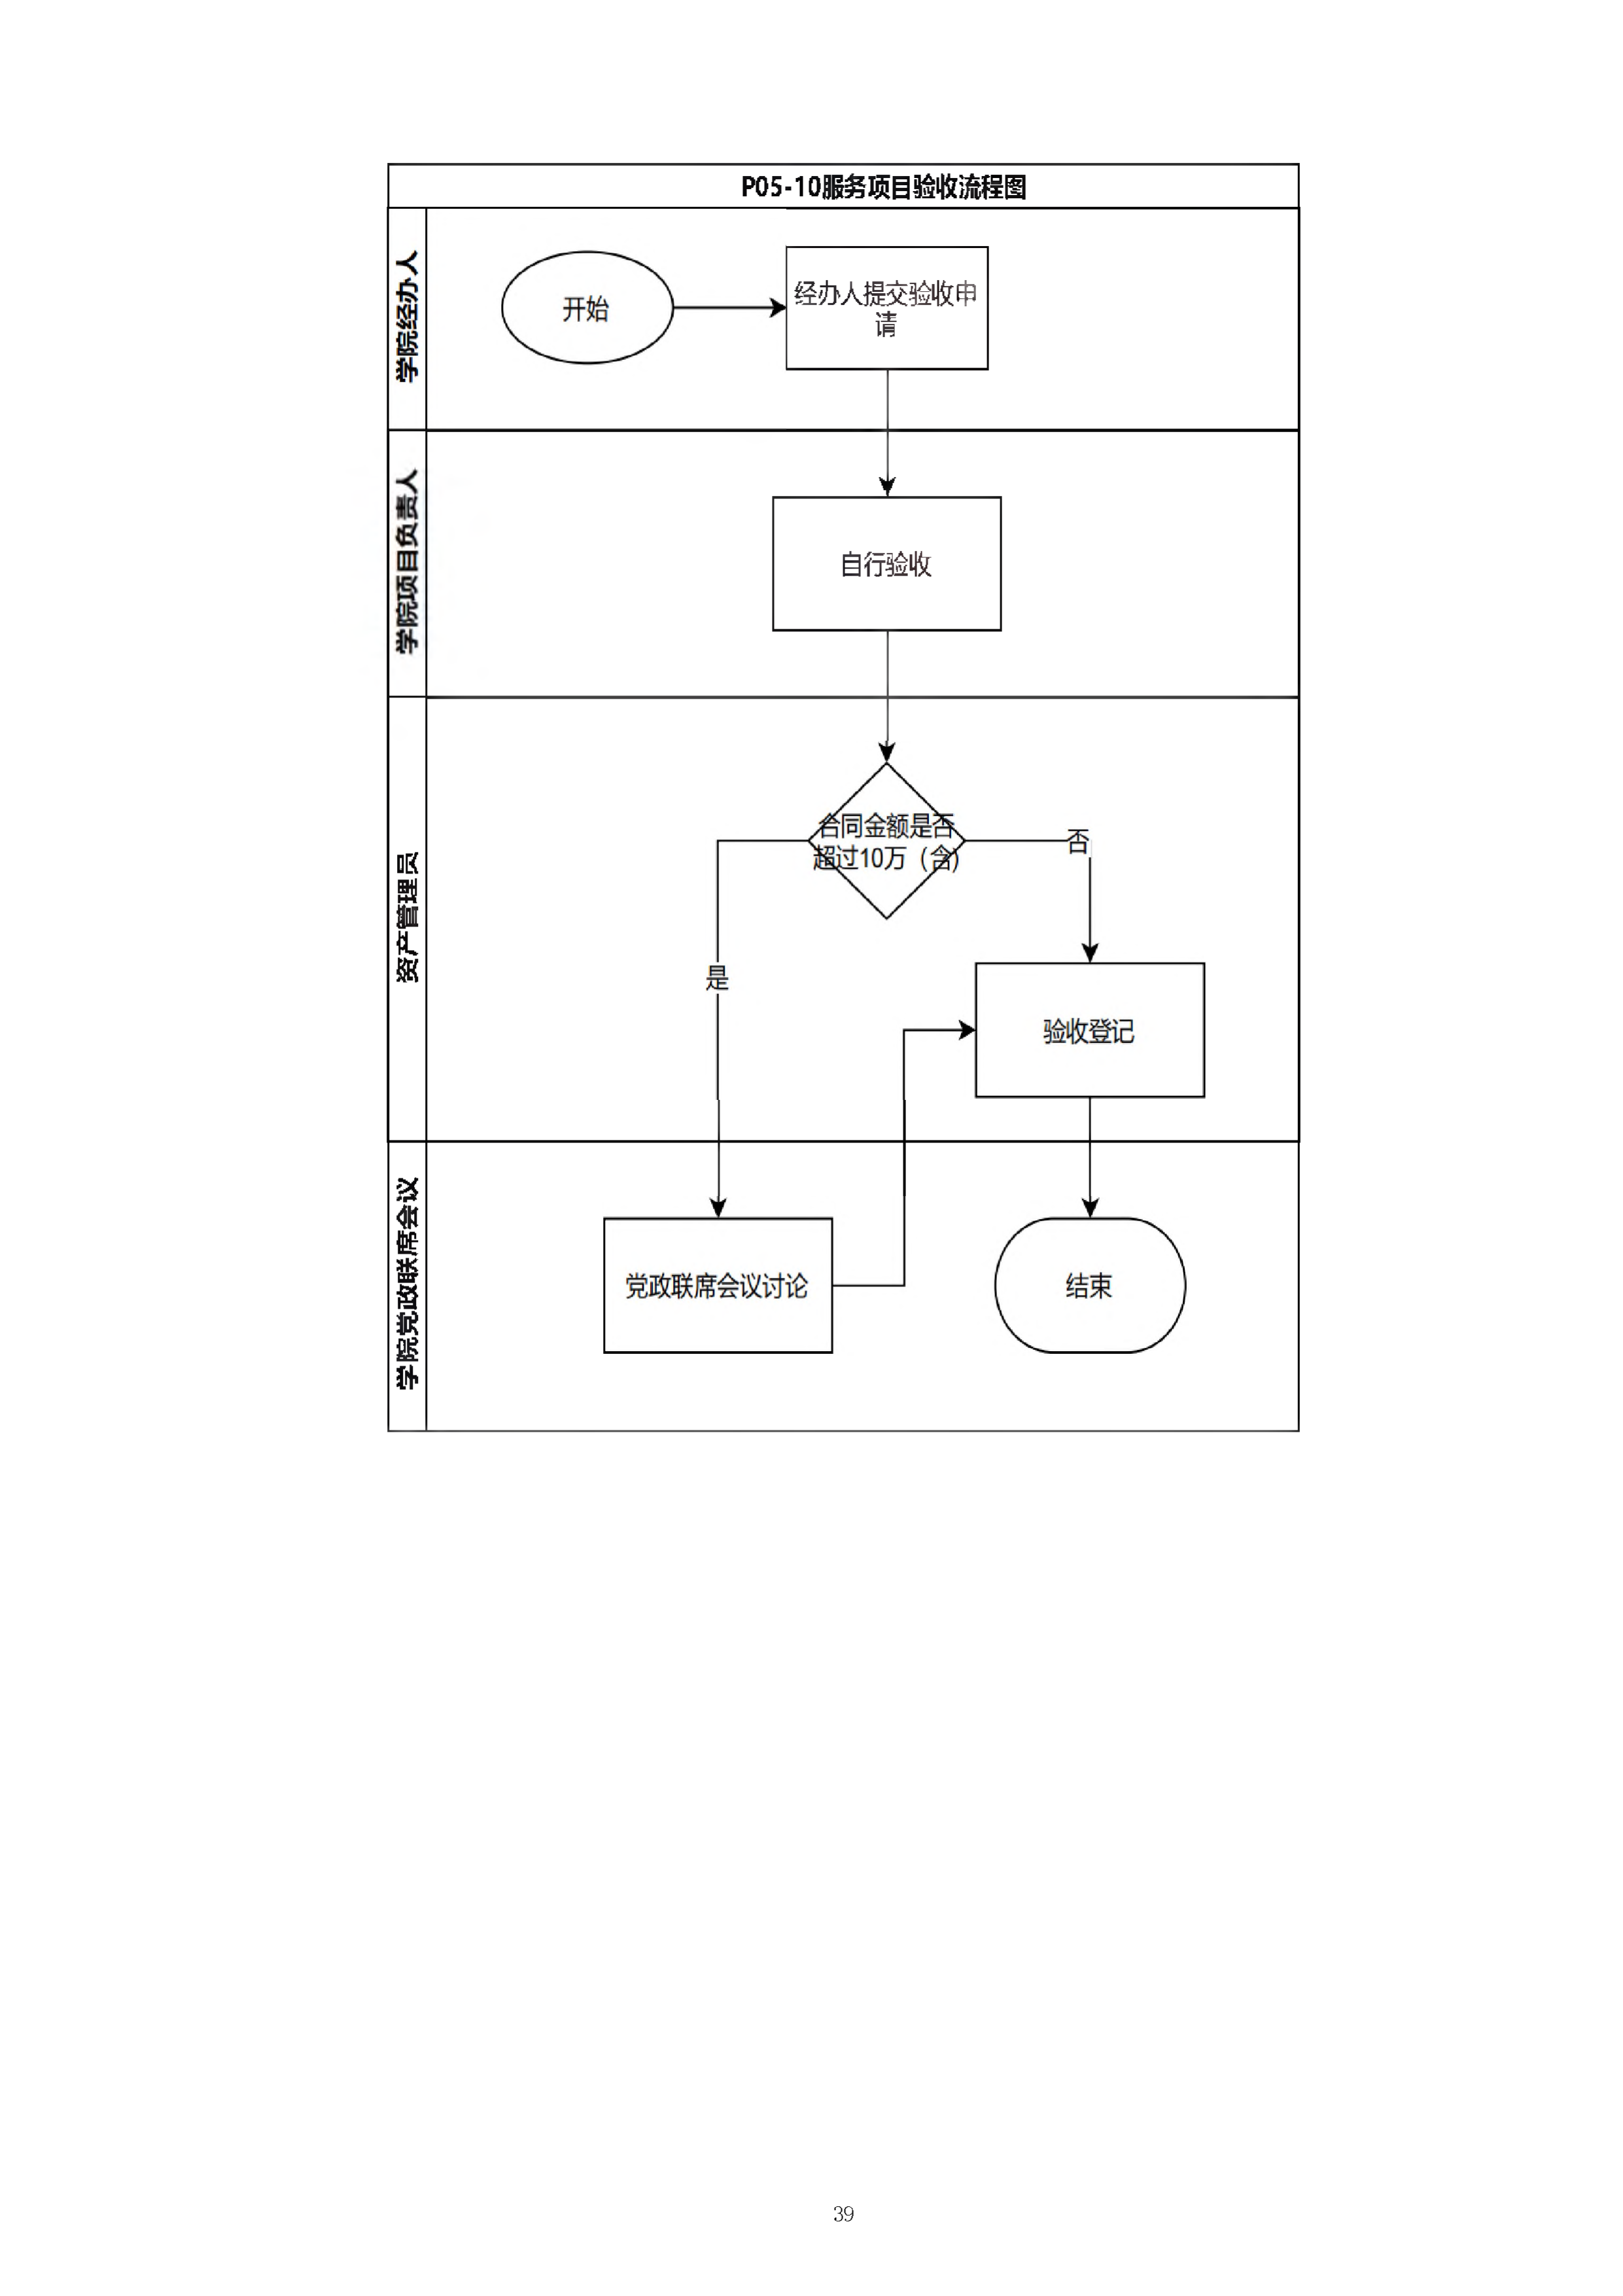 P05-10服务项目验收流程图
学院经办人
开始
经办人提交验收申
请
学院项目负责人
自行验收
资产管理员
合同金额是否
超过10万（含）
否
是
验收登记
学院党政联席会议
党政联席会议讨论
结束
39